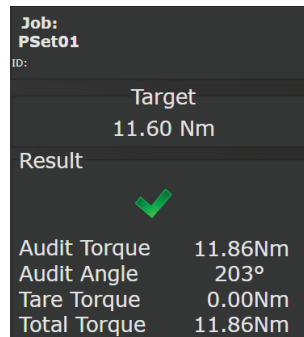 Job:
PSet01
ID:
Target
11.60 Nm
Result
Audit Torque 11.86Nm
Audit Angle 203°
Tare Torque 0.00Nm
Total Torque 11.86Nm